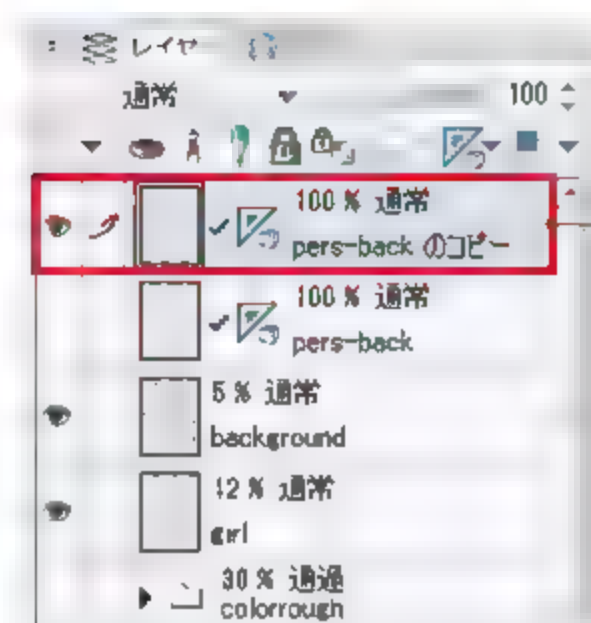 レイヤ
通常 100
100 % 通常
pers-back のコピー
100 % 通常
pers-back
5 % 通常
background
12 % 通常
girl
30 % 通過
colorrough